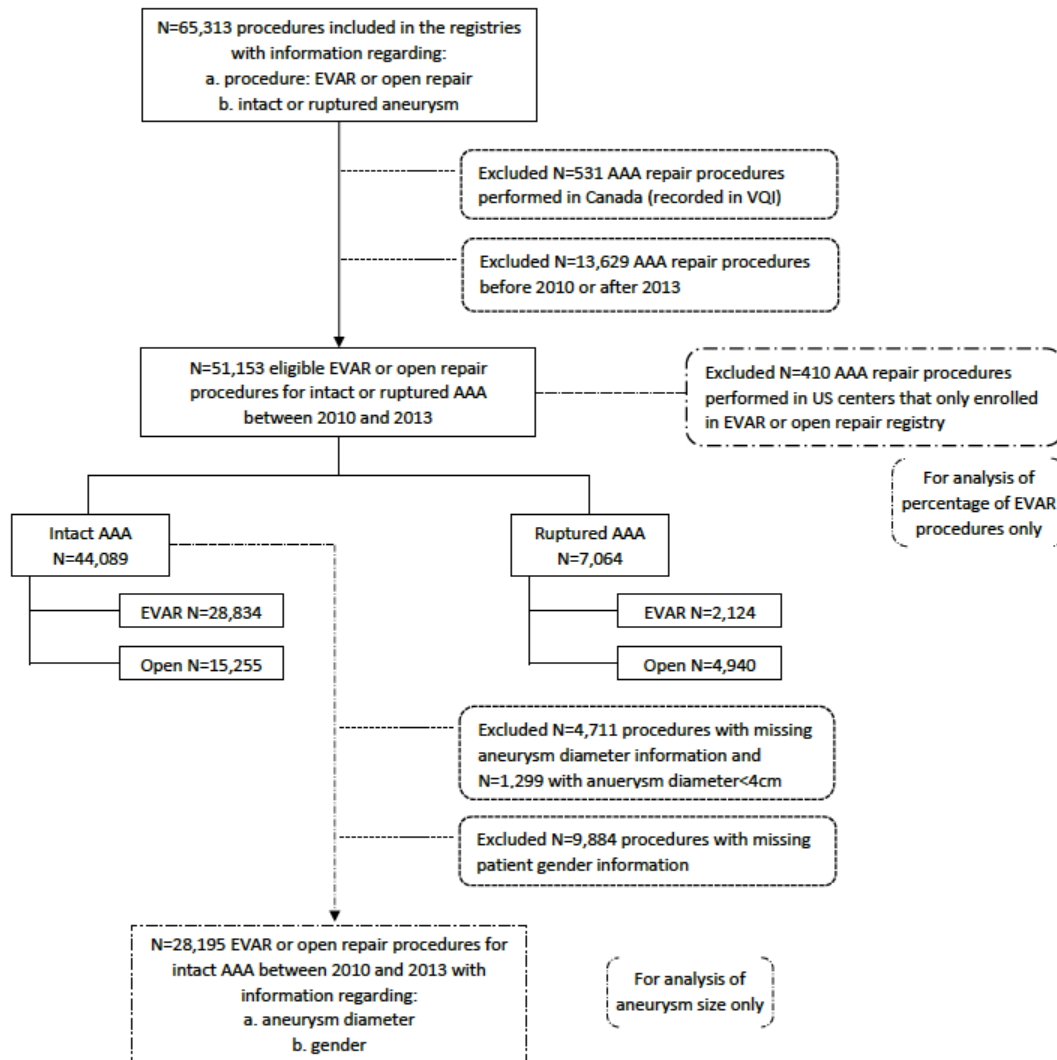 N=65,313 procedures included in the registries
with information regarding:
a. procedure: EVAR or open repair
b. intact or ruptured aneurysm
Excluded N=531 AAA repair procedures
performed in Canada (recorded in VQI)
Excluded N=13,629 AAA repair procedures
before 2010 or after 2013
N=51,153 eligible EVAR or open repair
procedures for intact or ruptured AAA
between 2010 and 2013
Excluded N=410 AAA repair procedures
performed in US centers that only enrolled
in EVAR or open repair registry
For analysis of
percentage of EVAR
procedures only
Intact AAA
N=44,089
Ruptured AAA
N=7,064
EVAR N=28,834
EVAR N=2,124
Open N=15,255
Open N=4,940
Excluded N=4,711 procedures with missing
aneurysm diameter information and
N=1,299 with anuerysm diameter<4cm
Excluded N=9,884 procedures with missing
patient gender information
N=28,195 EVAR or open repair procedures for
intact AAA between 2010 and 2013 with
information regarding:
a. aneurysm diameter
b. gender
For analysis of
aneurysm size only